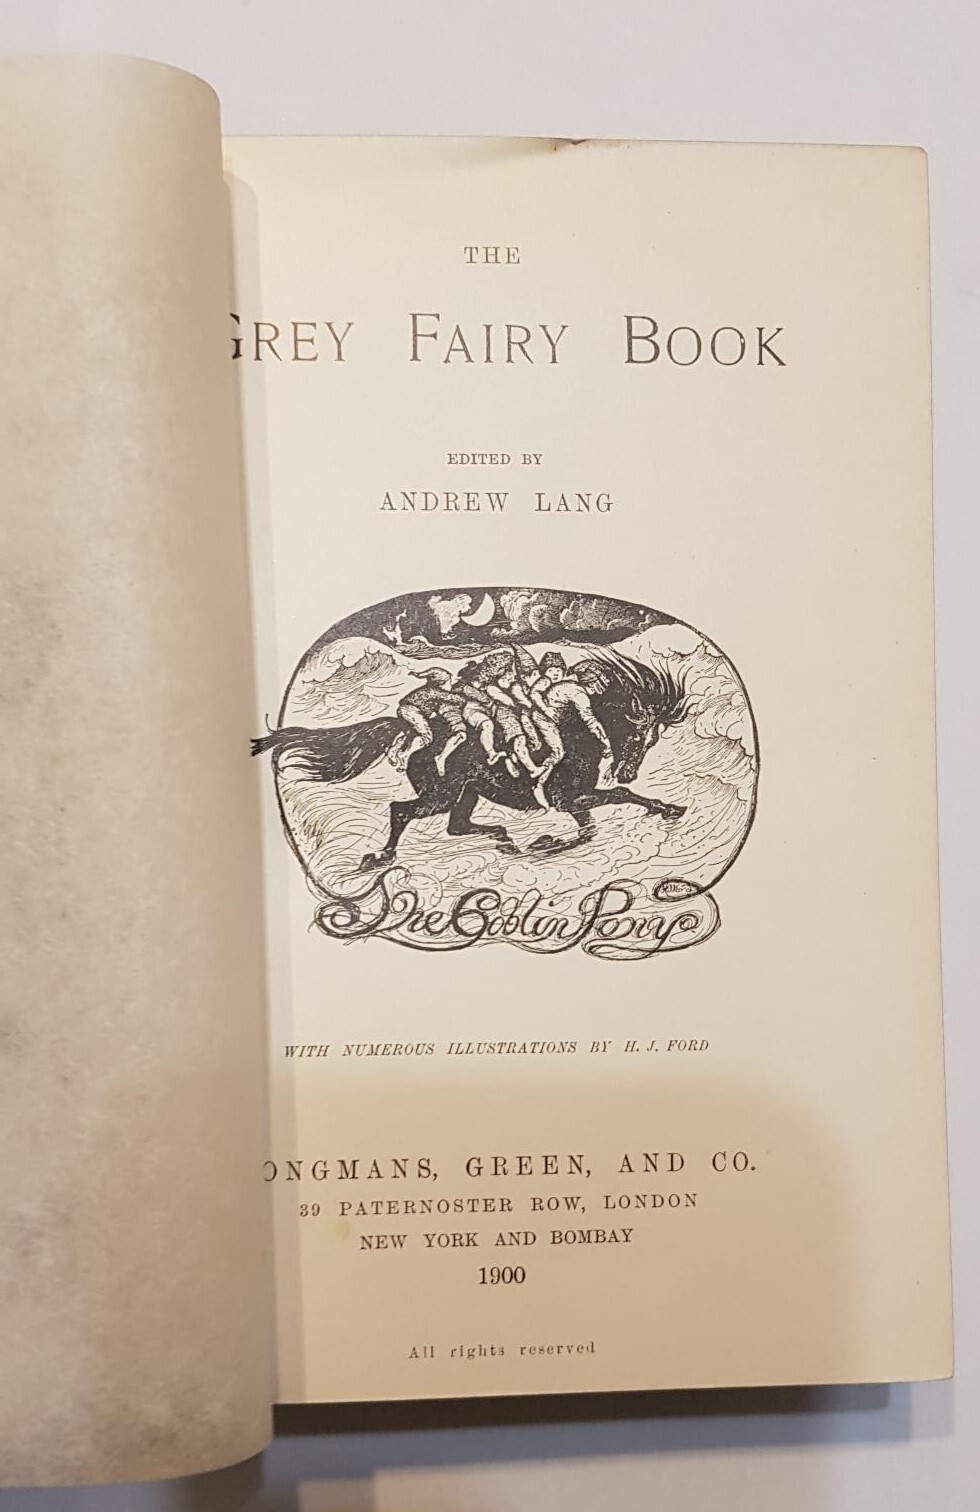 THE
GREY FAIRY BOOK
EDITED BY
ANDREW LANG
The Goblin Pony
WITH NUMEROUS ILLUSTRATIONS BY H. J. FORD
ONGMANS, GREEN, AND CO.
39 PATERNOSTER ROW, LONDON
NEW YORK AND BOMBAY
1900
All rights reserved